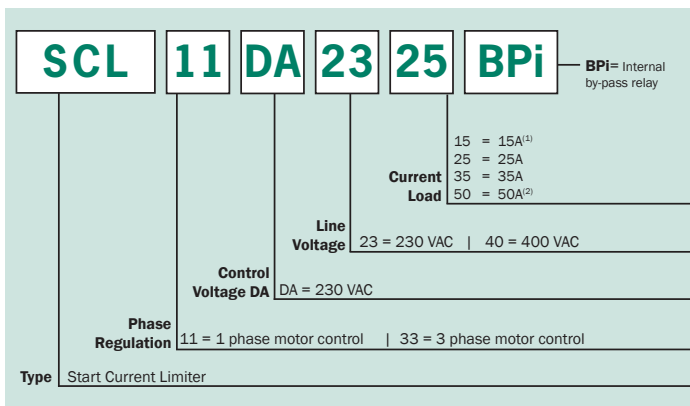 SCL 11 DA 23 25 BPi
BPi= Internal
by-pass relay
15 = 15A(1)
25 = 25A
Current 35 = 35A
Load 50 = 50A(2)
Line
Voltage 23 = 230 VAC | 40 = 400 VAC
Control
Voltage DA DA = 230 VAC
Phase
Regulation 11 = 1 phase motor control | 33 = 3 phase motor control
Type Start Current Limiter